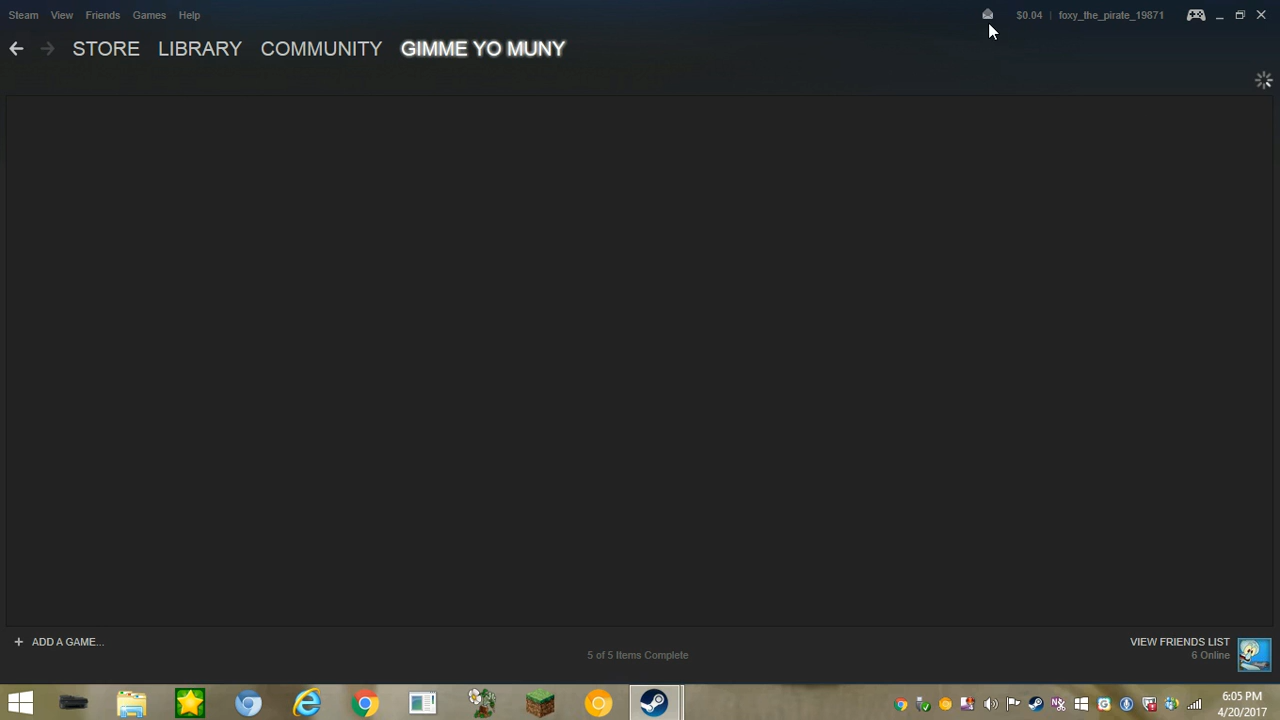 Steam View Friends Games Help
$0.04 foxy_the_pirate_19871
STORE LIBRARY COMMUNITY GIMME YO MUNY
+ ADD A GAME...
5 of 5 Items Complete
VIEW FRIENDS LIST
6 Online
6:05 PM
4/20/2017